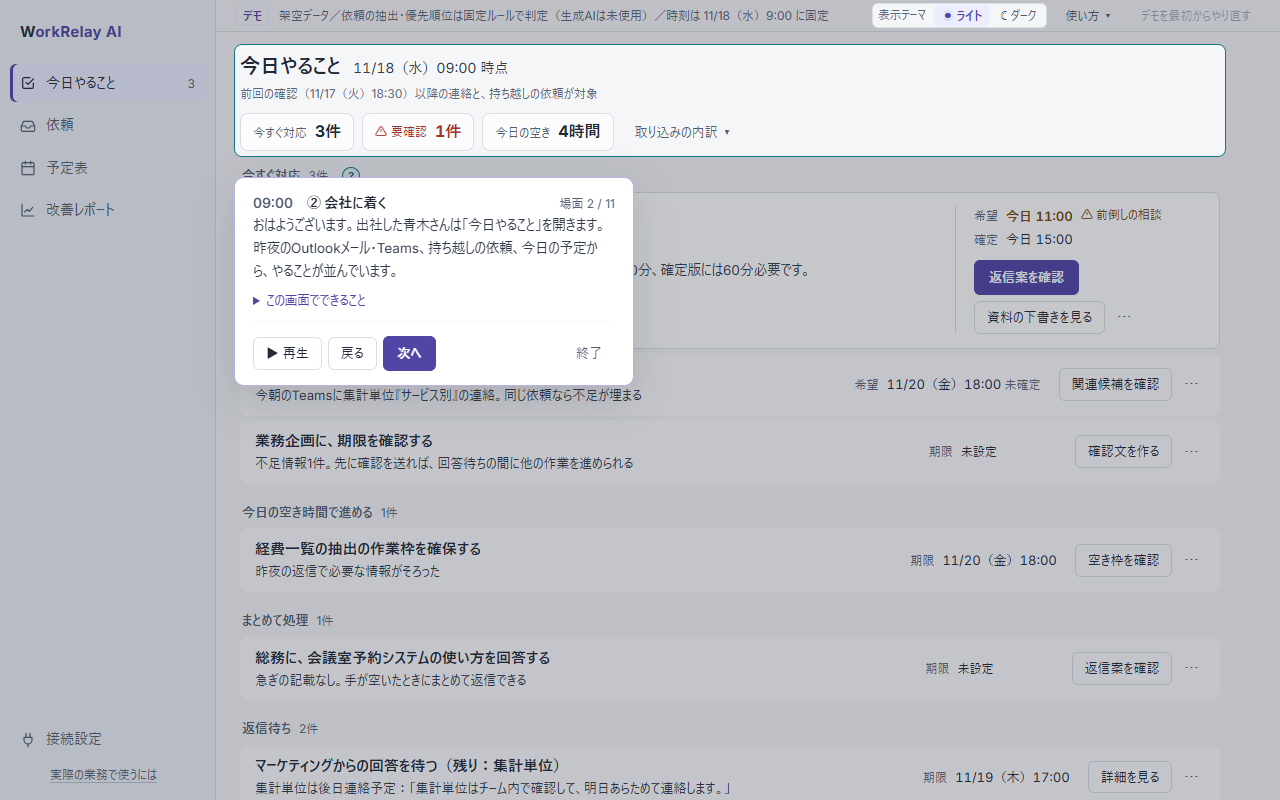 WorkRelay AI
今日やること 3
依頼
予定表
改善レポート
接続設定
実際の業務で使うには
デモ 架空データ／依頼の抽出・優先順位は固定ルールで判定（生成AIは未使用）／時刻は 11/18（水）9:00 に固定
表示テーマ ライト ダーク 使い方 ▼ デモを最初からやり直す
今日やること 11/18（水）09:00 時点
前回の確認（11/17（火）18:30）以降の連絡と、持ち越しの依頼が対象
今すぐ対応 3件 要確認 1件 今日の空き 4時間 取り込みの内訳 ▼
今すぐ対応 3件 ?
09:00 ② 会社に着く 場面 2 / 11
おはようございます。出社した青木さんは「今日やること」を開きます。
昨夜のOutlookメール・Teams、持ち越しの依頼、今日の予定か
ら、やることが並んでいます。
▶ この画面でできること
▶ 再生 戻る 次へ 終了
0分、確定版には60分必要です。
希望 今日 11:00 前倒しの相談
確定 今日 15:00
返信案を確認
資料の下書きを見る …
今朝のTeamsに集計単位『サービス別』の連絡。同じ依頼なら不足が埋まる
希望 11/20（金）18:00 未確定 関連候補を確認 …
業務企画に、期限を確認する
不足情報1件。先に確認を送れば、回答待ちの間に他の作業を進められる
期限 未設定 確認文を作る …
今日の空き時間で進める 1件
経費一覧の抽出の作業枠を確保する
昨夜の返信で必要な情報がそろった
期限 11/20（金）18:00 空き枠を確認 …
まとめて処理 1件
総務に、会議室予約システムの使い方を回答する
急ぎの記載なし。手が空いたときにまとめて返信できる
期限 未設定 返信案を確認 …
返信待ち 2件
マーケティングからの回答を待つ（残り：集計単位）
集計単位は後日連絡予定：「集計単位はチーム内で確認して、明日あらためて連絡します。」
期限 11/19（木）17:00 詳細を見る …